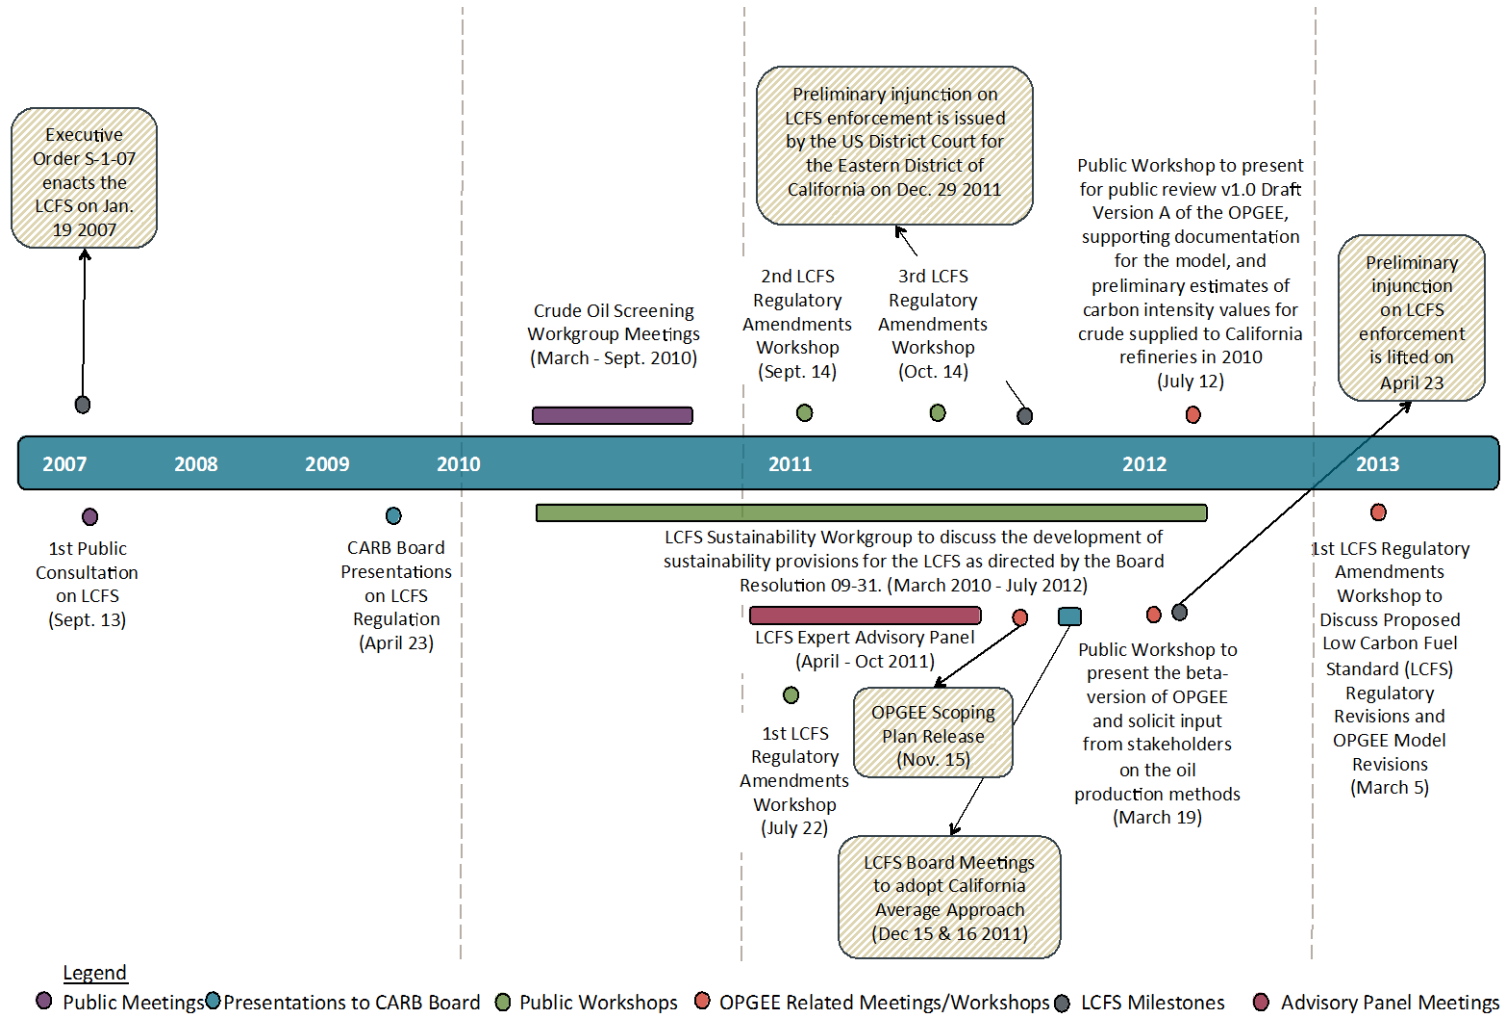 Executive
Order S-1-07
enacts the
LCFS on Jan.
19 2007
Preliminary injunction on
LCFS enforcement is issued
by the US District Court for
the Eastern District of
California on Dec. 29 2011
Crude Oil Screening
Workgroup Meetings
(March - Sept. 2010)
2nd LCFS
Regulatory
Amendments
Workshop
(Sept. 14)
3rd LCFS
Regulatory
Amendments
Workshop
(Oct. 14)
Public Workshop to present
for public review v1.0 Draft
Version A of the OPGEE,
supporting documentation
for the model, and
preliminary estimates of
carbon intensity values for
crude supplied to California
refineries in 2010
(July 12)
Preliminary
injunction
on LCFS
enforcement
is lifted on
April 23
2007 2008 2009 2010 2011 2012 2013
1st Public
Consultation
on LCFS
(Sept. 13)
CARB Board
Presentations
on LCFS
Regulation
(April 23)
LCFS Sustainability Workgroup to discuss the development of
sustainability provisions for the LCFS as directed by the Board
Resolution 09-31. (March 2010 - July 2012)
LCFS Expert Advisory Panel
(April - Oct 2011)
1st LCFS
Regulatory
Amendments
Workshop
(July 22)
OPGEE Scoping
Plan Release
(Nov. 15)
LCFS Board Meetings
to adopt California
Average Approach
(Dec 15 & 16 2011)
Public Workshop to
present the beta-
version of OPGEE
and solicit input
from stakeholders
on the oil
production methods
(March 19)
1st LCFS Regulatory
Amendments
Workshop to
Discuss Proposed
Low Carbon Fuel
Standard (LCFS)
Regulatory
Revisions and
OPGEE Model
Revisions
(March 5)
Legend
Public Meetings Presentations to CARB Board Public Workshops OPGEE Related Meetings/Workshops LCFS Milestones Advisory Panel Meetings